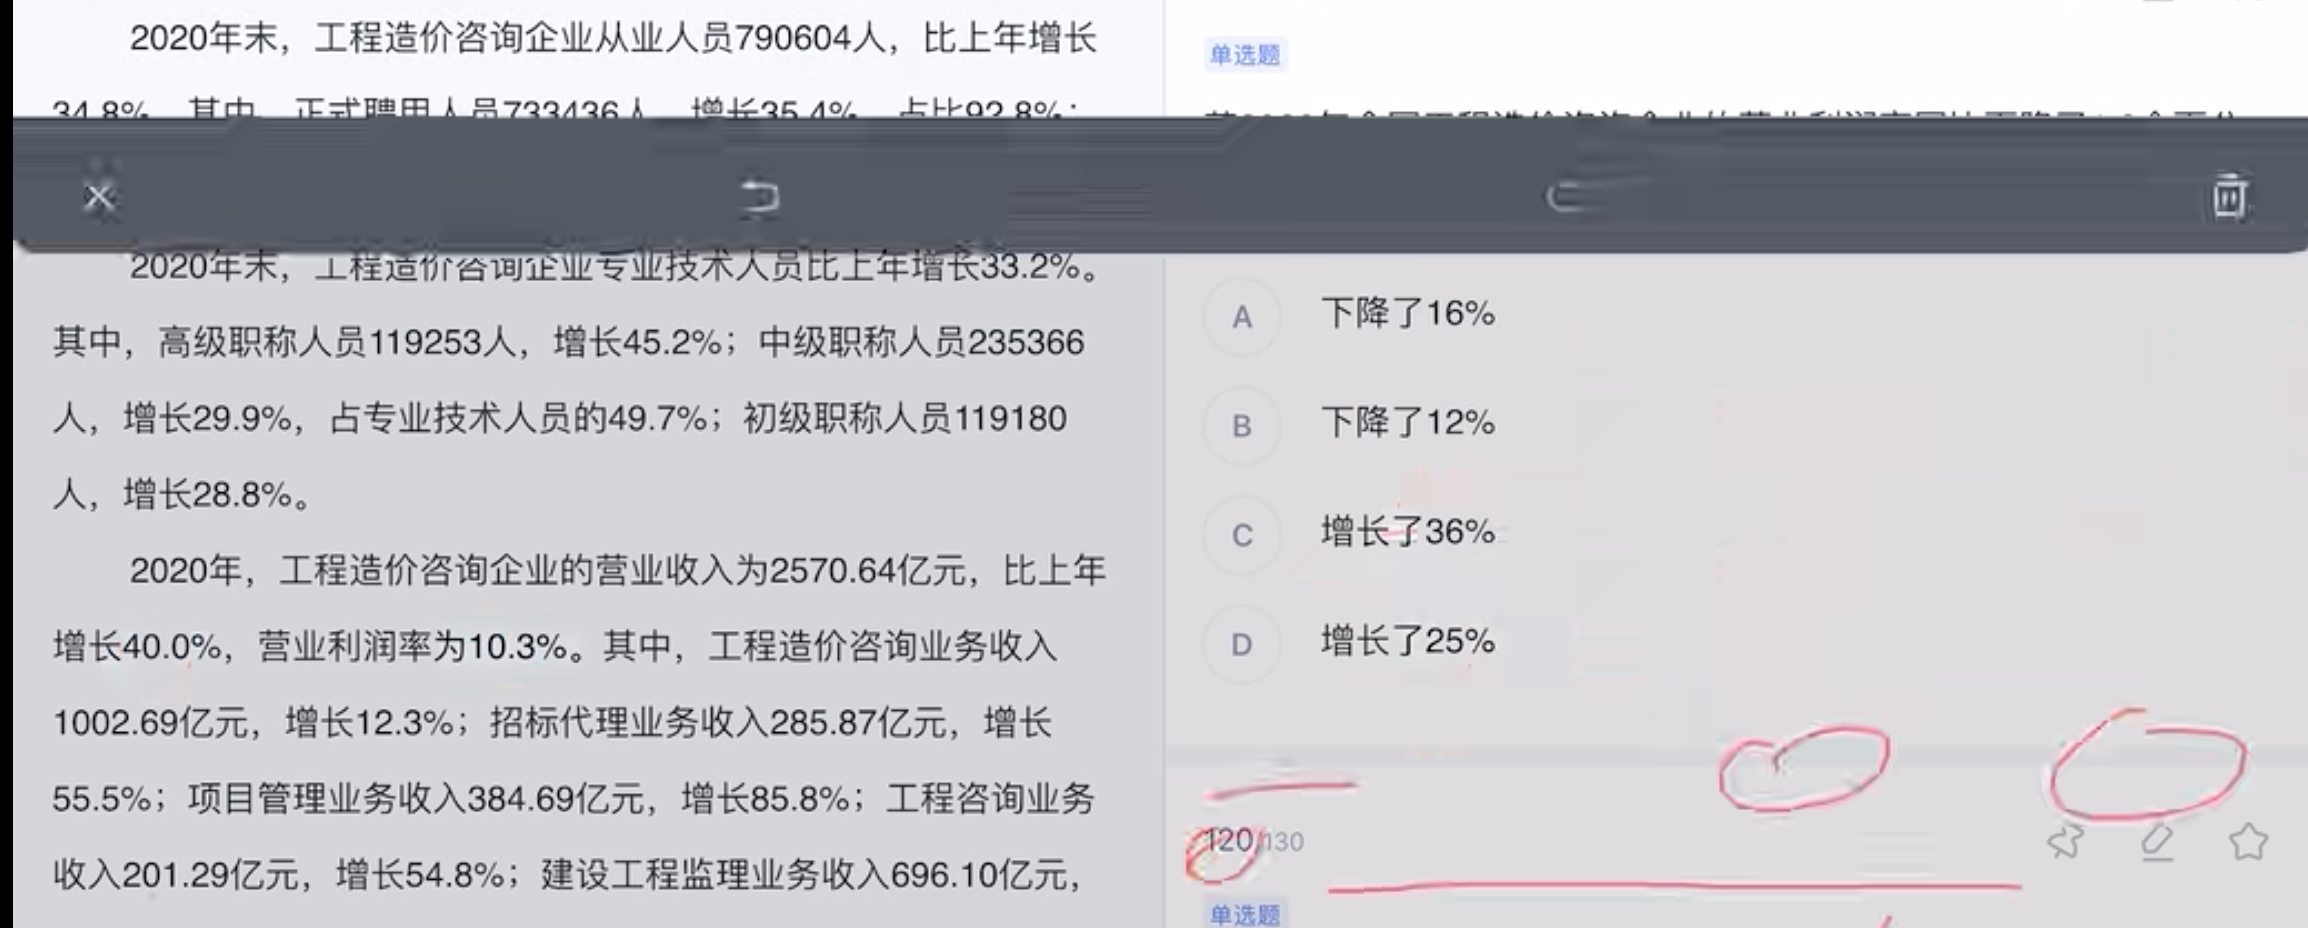 2020年末，工程造价咨询企业从业人员790604人，比上年增长
34.8%。其中，正式聘用人员733436人，增长35.4%，占比92.8%；
2020年末，工程造价咨询企业专业技术人员比上年增长33.2%。
其中，高级职称人员119253人，增长45.2%；中级职称人员235366
人，增长29.9%，占专业技术人员的49.7%；初级职称人员119180
人，增长28.8%。
2020年，工程造价咨询企业的营业收入为2570.64亿元，比上年
增长40.0%，营业利润率为10.3%。其中，工程造价咨询业务收入
1002.69亿元，增长12.3%；招标代理业务收入285.87亿元，增长
55.5%；项目管理业务收入384.69亿元，增长85.8%；工程咨询业务
收入201.29亿元，增长54.8%；建设工程监理业务收入696.10亿元，
单选题
A 下降了16%
B 下降了12%
C 增长了36%
D 增长了25%
120/130
单选题